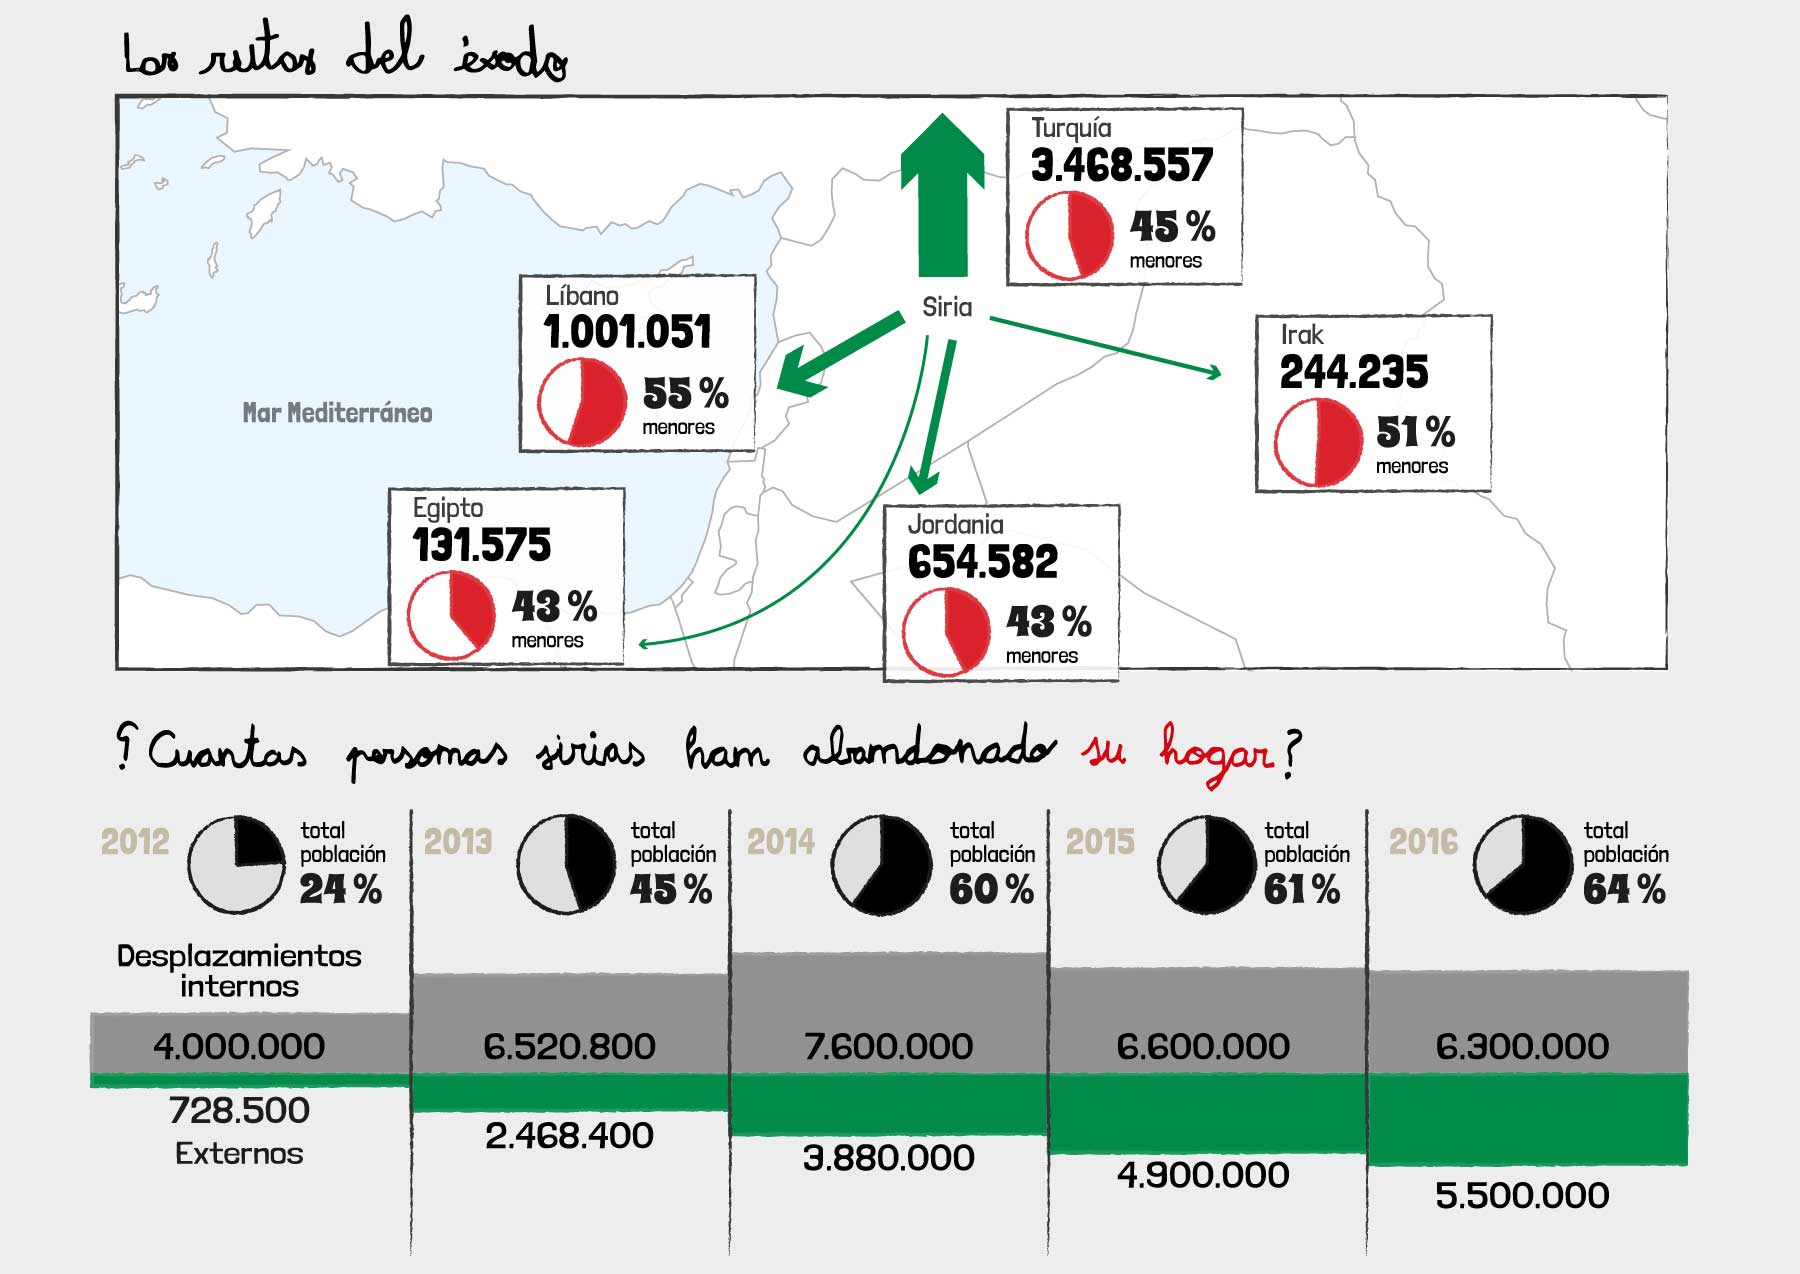 Las rutas del éxodo
Turquía
3.468.557
45 %
menores
Siria
Líbano
1.001.051
55 %
menores
Irak
244.235
51 %
menores
Mar Mediterráneo
Egipto
131.575
43 %
menores
Jordania
654.582
43 %
menores
¿Cuantas personas sirias han abandonado su hogar?
2012
total
población
24 %
2013
total
población
45 %
2014
total
población
60 %
2015
total
población
61 %
2016
total
población
64 %
Desplazamientos
internos
4.000.000
6.520.800
7.600.000
6.600.000
6.300.000
728.500
Externos
2.468.400
3.880.000
4.900.000
5.500.000